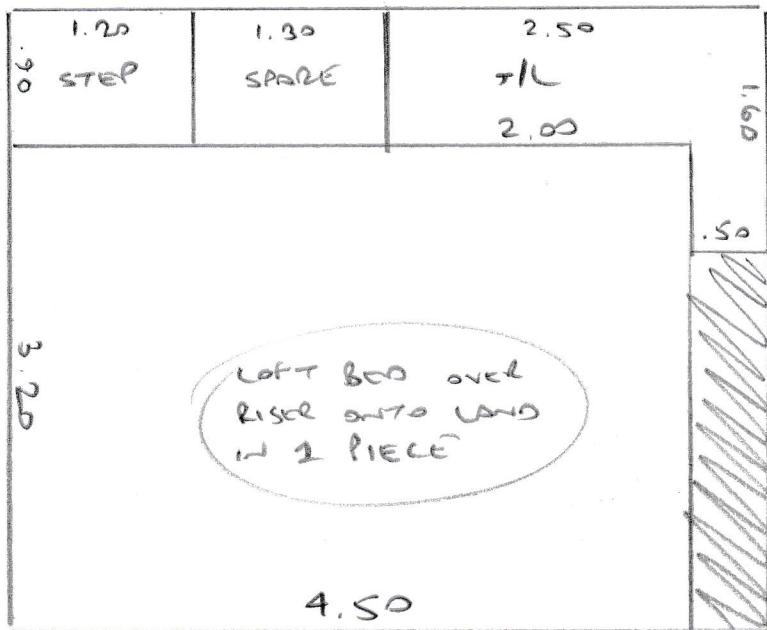 1.20 1.30 2.50
.90 STEP SPARE T/L 1.60
2.00
.50
3.20
LOFT BED OVER
RISER ONTO LAND
IN 1 PIECE
4.50